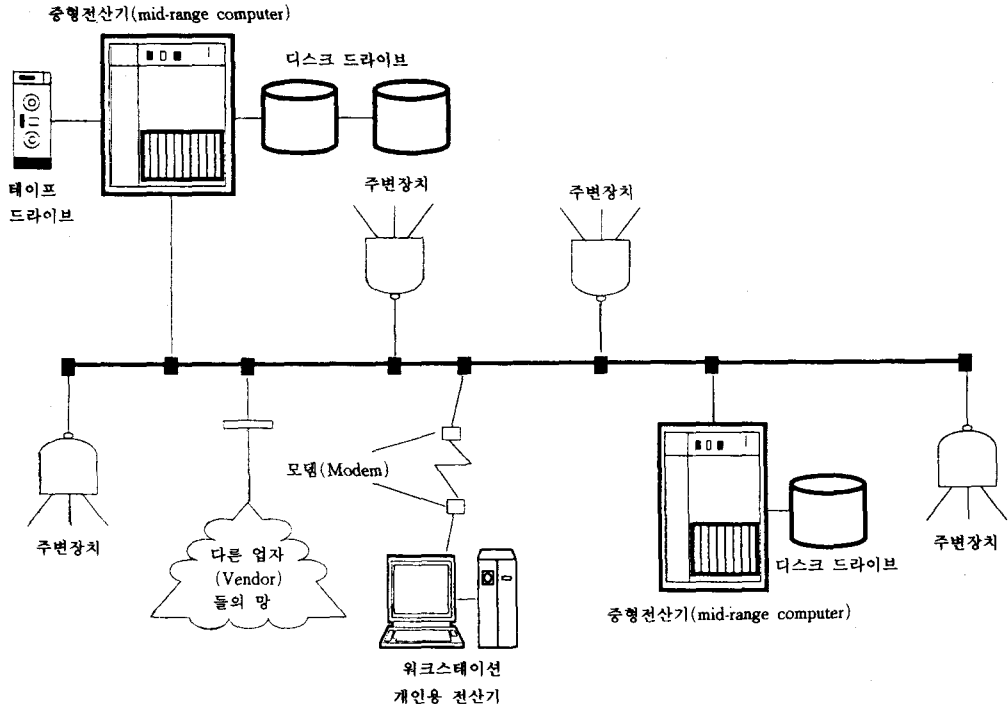 중형전산기(mid-range computer)
디스크 드라이브
테이프
드라이브
주변장치
주변장치
모뎀(Modem)
주변장치
다른 업자
(Vendor)
들의 망
디스크 드라이브
주변장치
중형전산기(mid-range computer)
워크스테이션
개인용 전산기